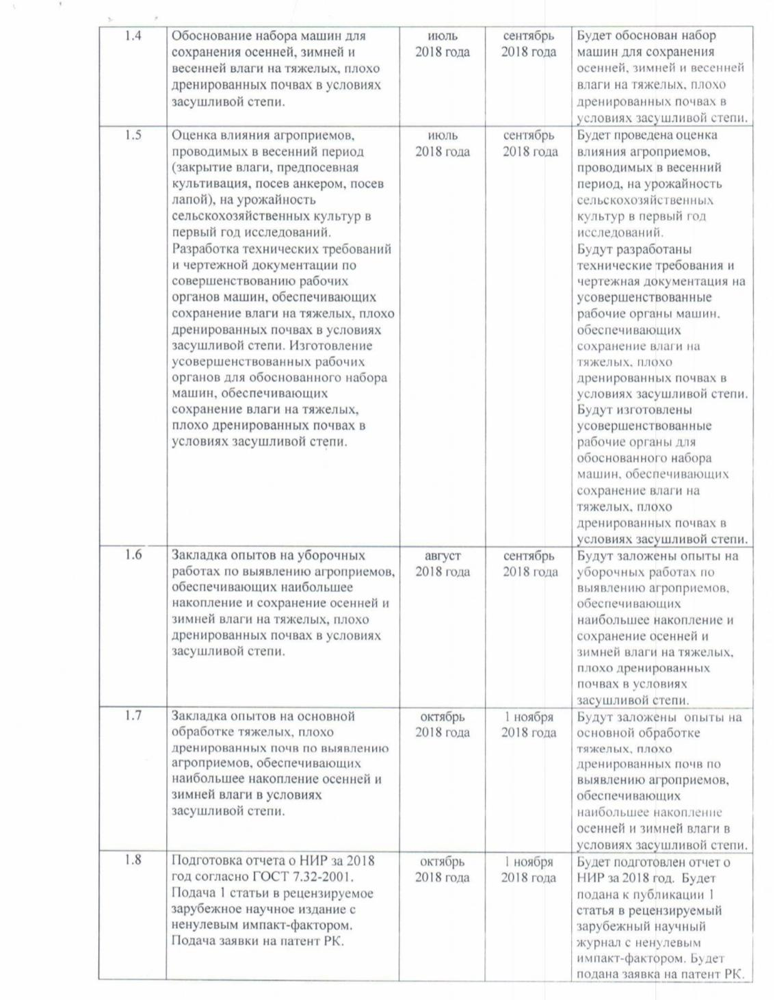 1.4
Обоснование набора машин для
сохранения осенней, зимней и
весенней влаги на тяжелых, плохо
дренированных почвах в условиях
засушливой степи.
июль
2018 года
сентябрь
2018 года
Будет обоснован набор
машин для сохранения
осенней, зимней и весенней
влаги на тяжелых, плохо
дренированных почвах в
условиях засушливой степи.
1.5
Оценка влияния агроприемов,
проводимых в весенний период
(закрытие влаги, предпосевная
культивация, посев анкером, посев
лапой), на урожайность
сельскохозяйственных культур в
первый год исследований.
Разработка технических требований
и чертежной документации по
совершенствованию рабочих
органов машин, обеспечивающих
сохранение влаги на тяжелых, плохо
дренированных почвах в условиях
засушливой степи. Изготовление
усовершенствованных рабочих
органов для обоснованного набора
машин, обеспечивающих
сохранение влаги на тяжелых,
плохо дренированных почвах в
условиях засушливой степи.
июль
2018 года
сентябрь
2018 года
Будет проведена оценка
влияния агроприемов,
проводимых в весенний
период, на урожайность
сельскохозяйственных
культур в первый год
исследований.
Будут разработаны
технические требования и
чертежная документация на
усовершенствованные
рабочие органы машин,
обеспечивающих
сохранение влаги на
тяжелых, плохо
дренированных почвах в
условиях засушливой степи.
Будут изготовлены
усовершенствованные
рабочие органы для
обоснованного набора
машин, обеспечивающих
сохранение влаги на
тяжелых, плохо
дренированных почвах в
условиях засушливой степи.
1.6
Закладка опытов на уборочных
работах по выявлению агроприемов,
обеспечивающих наибольшее
накопление и сохранение осенней и
зимней влаги на тяжелых, плохо
дренированных почвах в условиях
засушливой степи.
август
2018 года
сентябрь
2018 года
Будут заложены опыты на
уборочных работах по
выявлению агроприемов,
обеспечивающих
наибольшее накопление и
сохранение осенней и
зимней влаги на тяжелых,
плохо дренированных
почвах в условиях
засушливой степи.
1.7
Закладка опытов на основной
обработке тяжелых, плохо
дренированных почв по выявлению
агроприемов, обеспечивающих
наибольшее накопление осенней и
зимней влаги в условиях
засушливой степи.
октябрь
2018 года
1 ноября
2018 года
Будут заложены опыты на
основной обработке
тяжелых, плохо
дренированных почв по
выявлению агроприемов,
обеспечивающих
наибольшее накопление
осенней и зимней влаги в
условиях засушливой степи.
1.8
Подготовка отчета о НИР за 2018
год согласно ГОСТ 7.32-2001.
Подача 1 статьи в рецензируемое
зарубежное научное издание с
ненулевым импакт-фактором.
Подача заявки на патент РК.
октябрь
2018 года
1 ноября
2018 года
Будет подготовлен отчет о
НИР за 2018 год. Будет
подана к публикации 1
статья в рецензируемый
зарубежный научный
журнал с ненулевым
импакт-фактором. Будет
подана заявка на патент РК.